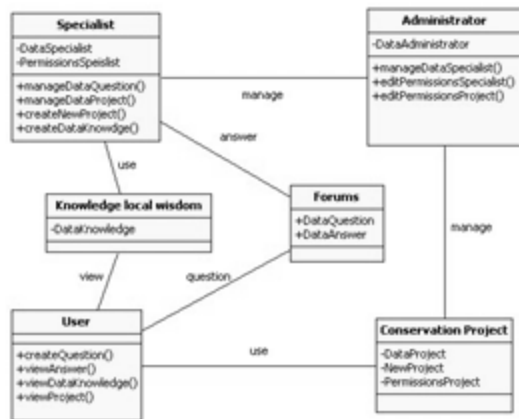 Specialist
-DataSpecialist
-PermissionsSpeislist
+manageDataQuestion()
+manageDataProject()
+createNewProject()
+createDataKnowdge()
Administrator
-DataAdministrator
+manageDataSpecialist()
+editPermissionsSpecialist()
+editPermissionsProject()
manage
answer
use
Knowledge local wisdom
-DataKnowledge
Forums
+DataQuestion
+DataAnswer
manage
view
question
User
+createQuestion()
+viewAnswer()
+viewDataKnowledge()
+viewProject()
use
Conservation Project
-DataProject
-NewProject
-PermissionsProject